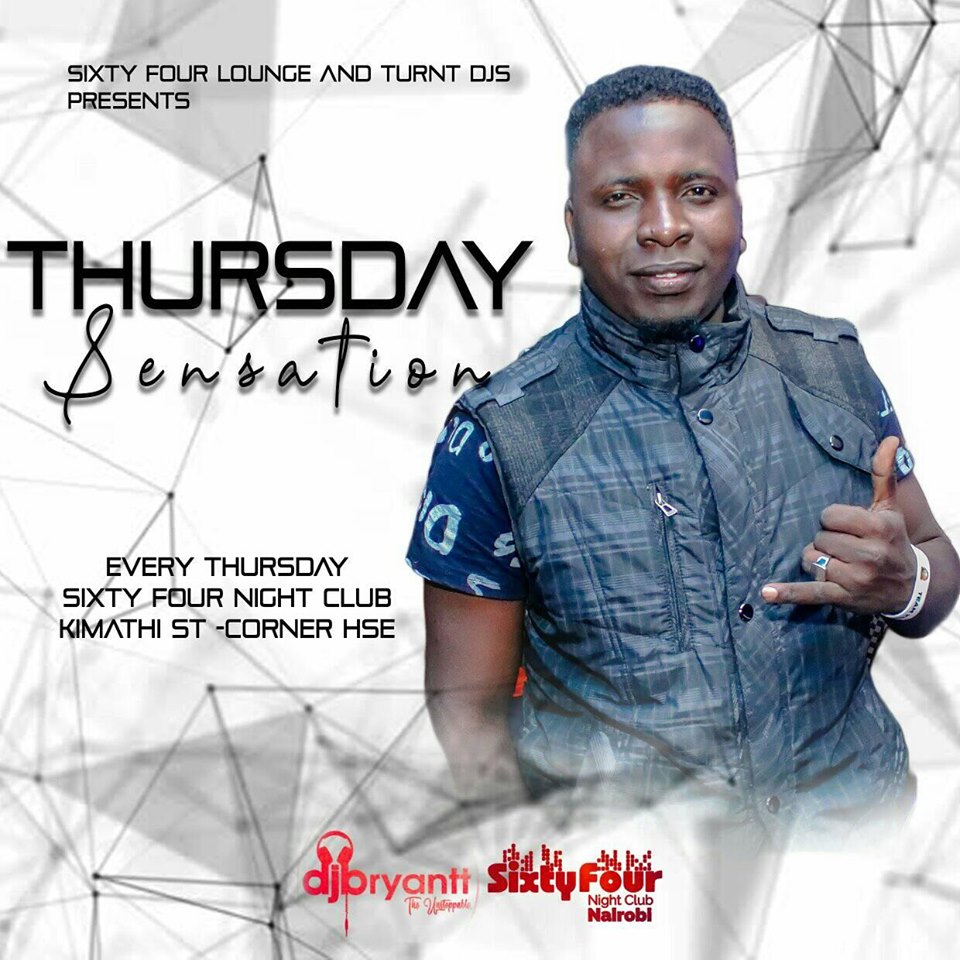 SIXTY FOUR LOUNGE AND TURNT DJS
PRESENTS
THURSDAY
Sensation
EVERY THURSDAY
SIXTY FOUR NIGHT CLUB
KIMATHI ST -CORNER HSE
TEAM
djbryantt
The Unstoppable
SixtyFour
Night Club
Nairobi